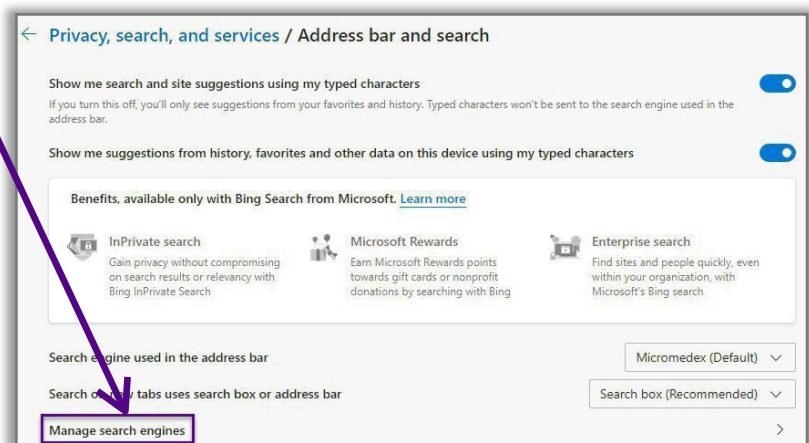 Privacy, search, and services / Address bar and search
Show me search and site suggestions using my typed characters
If you turn this off, you'll only see suggestions from your favorites and history. Typed characters won't be sent to the search engine used in the
address bar.
Show me suggestions from history, favorites and other data on this device using my typed characters
Benefits, available only with Bing Search from Microsoft. Learn more
InPrivate search
Gain privacy without compromising
on search results or relevancy with
Bing InPrivate Search
Microsoft Rewards
Earn Microsoft Rewards points
towards gift cards or nonprofit
donations by searching with Bing
Enterprise search
Find sites and people quickly, even
within your organization, with
Microsoft's Bing search
Search engine used in the address bar
Micromedex (Default)
Search on new tabs uses search box or address bar
Search box (Recommended)
Manage search engines